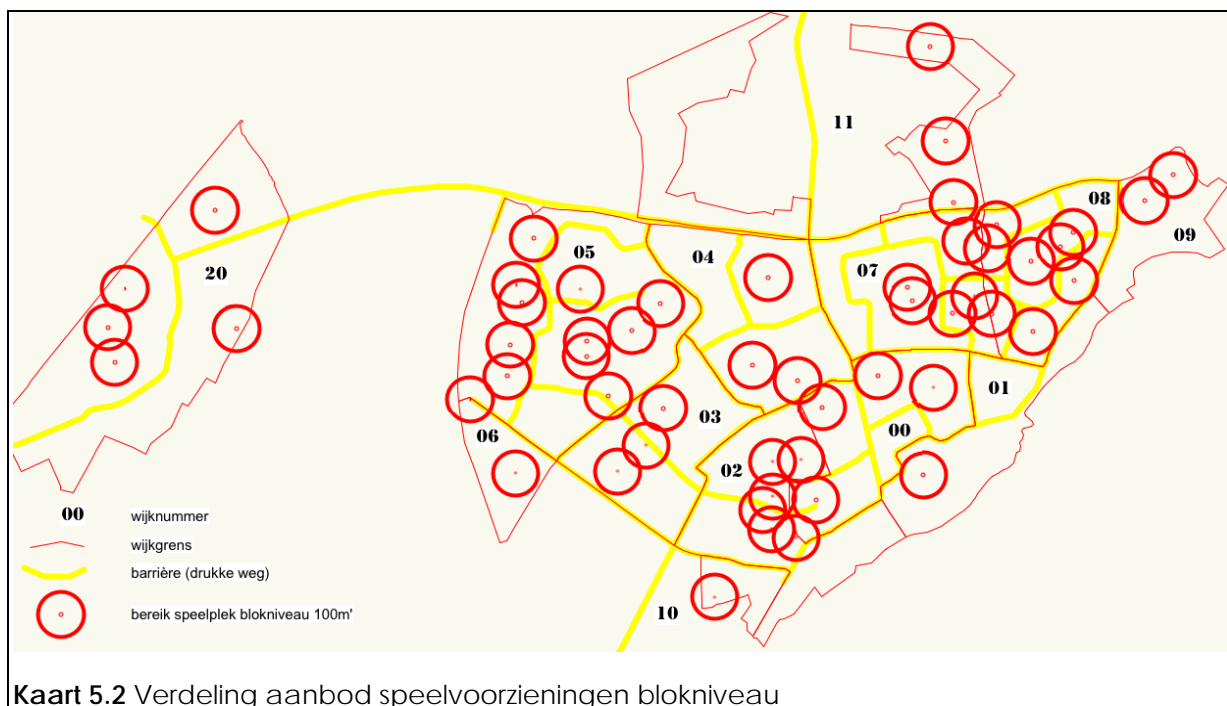 11
08
09
05
04
07
20
01
03
00
06
02
10
00 wijknummer
wijkgrens
barrière (drukke weg)
bereik speelplek blokniveau 100m'
Kaart 5.2 Verdeling aanbod speelvoorzieningen blokniveau